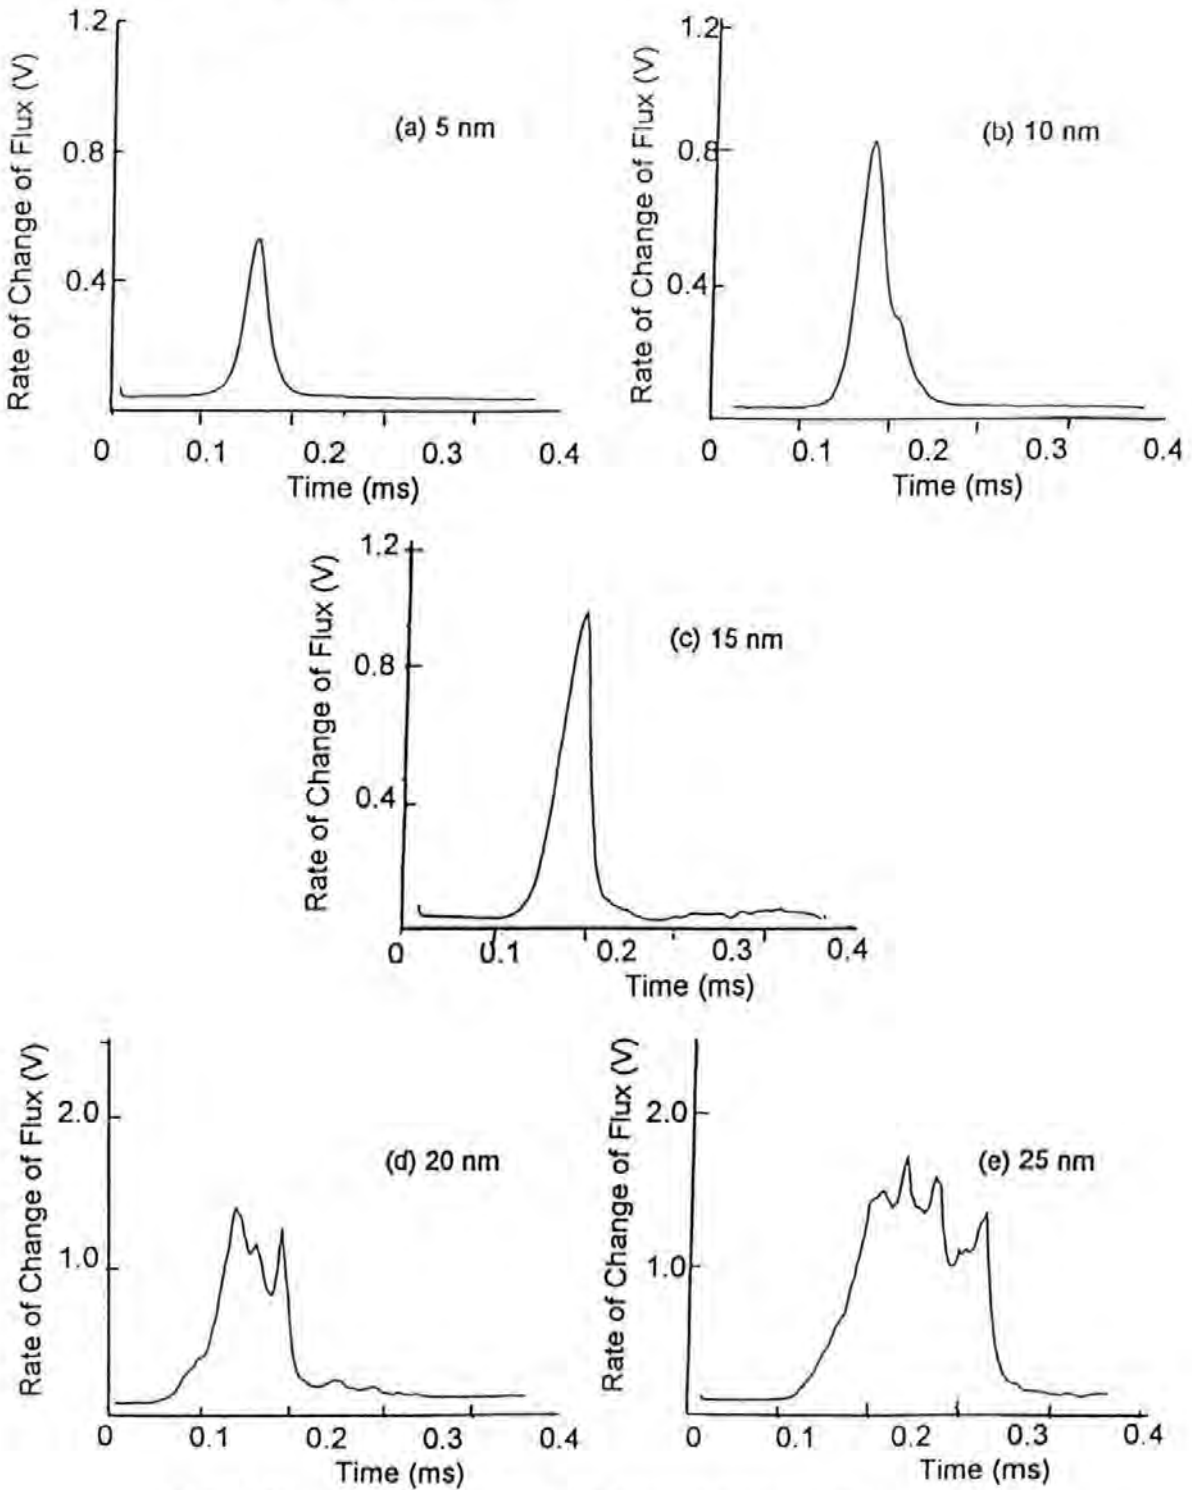 Rate of Change of Flux (V)
1.2
0.8
0.4
(a) 5 nm
0 0.1 0.2 0.3 0.4
Time (ms)
Rate of Change of Flux (V)
1.2
0.8
0.4
(b) 10 nm
0 0.1 0.2 0.3 0.4
Time (ms)
Rate of Change of Flux (V)
1.2
0.8
0.4
(c) 15 nm
0 0.1 0.2 0.3 0.4
Time (ms)
Rate of Change of Flux (V)
2.0
1.0
(d) 20 nm
0 0.1 0.2 0.3 0.4
Time (ms)
Rate of Change of Flux (V)
2.0
1.0
(e) 25 nm
0 0.1 0.2 0.3 0.4
Time (ms)